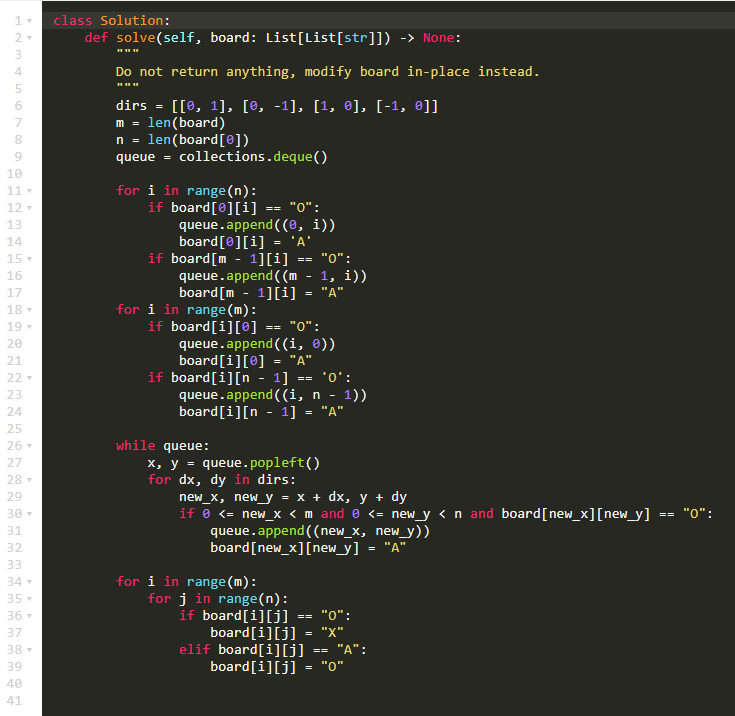 1 class Solution:
2     def solve(self, board: List[List[str]]) -> None:
3         """
4         Do not return anything, modify board in-place instead.
5         """
6         dirs = [[0, 1], [0, -1], [1, 0], [-1, 0]]
7         m = len(board)
8         n = len(board[0])
9         queue = collections.deque()
10
11         for i in range(n):
12             if board[0][i] == "O":
13                 queue.append((0, i))
14                 board[0][i] = 'A'
15             if board[m - 1][i] == "O":
16                 queue.append((m - 1, i))
17                 board[m - 1][i] = "A"
18         for i in range(m):
19             if board[i][0] == "O":
20                 queue.append((i, 0))
21                 board[i][0] = "A"
22             if board[i][n - 1] == 'O':
23                 queue.append((i, n - 1))
24                 board[i][n - 1] = "A"
25
26         while queue:
27             x, y = queue.popleft()
28             for dx, dy in dirs:
29                 new_x, new_y = x + dx, y + dy
30                 if 0 <= new_x < m and 0 <= new_y < n and board[new_x][new_y] == "O":
31                     queue.append((new_x, new_y))
32                     board[new_x][new_y] = "A"
33
34         for i in range(m):
35             for j in range(n):
36                 if board[i][j] == "O":
37                     board[i][j] = "X"
38                 elif board[i][j] == "A":
39                     board[i][j] = "O"
40
41